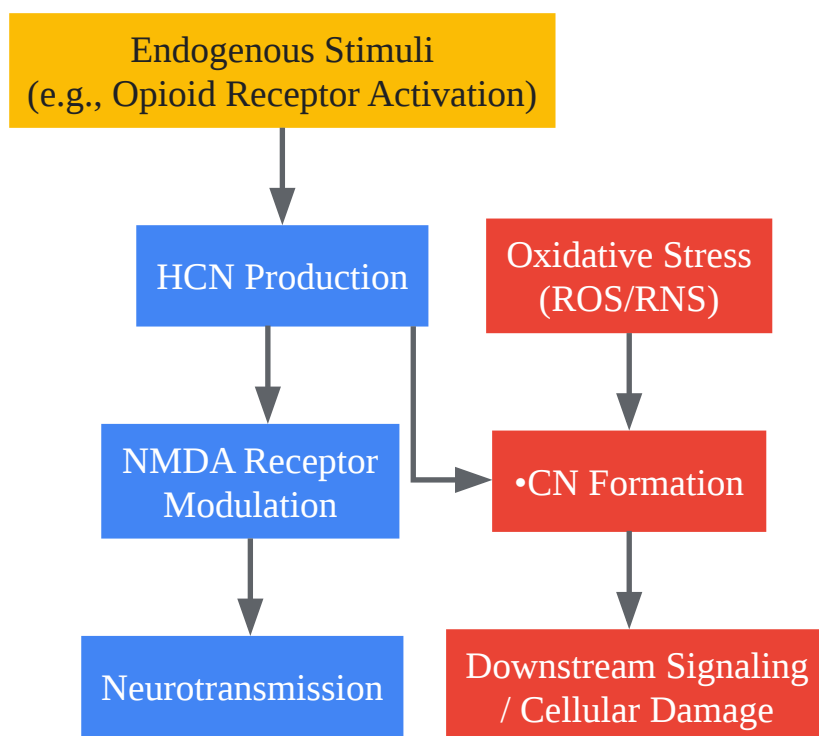 Endogenous Stimuli
(e.g., Opioid Receptor Activation)
HCN Production
Oxidative Stress
(ROS/RNS)
NMDA Receptor
Modulation
•CN Formation
Neurotransmission
Downstream Signaling
/ Cellular Damage